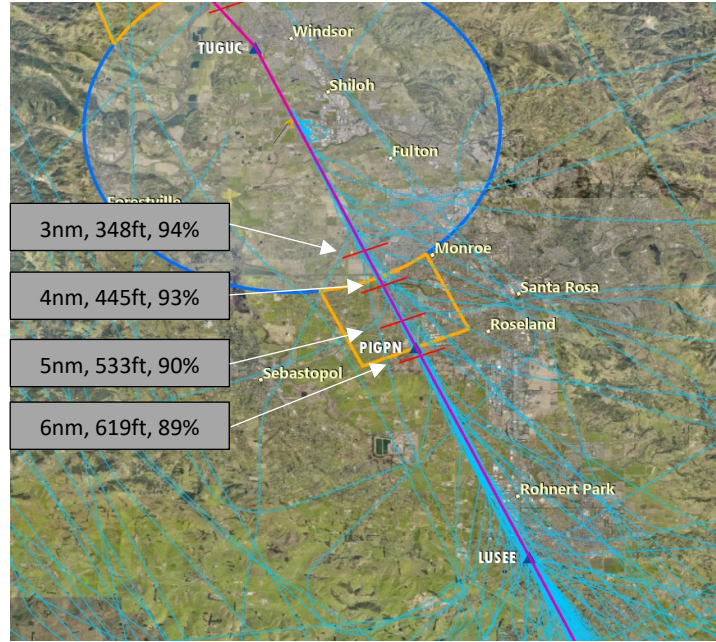 Windsor
TUGUC
Shiloh
Fulton
Forestville
3nm, 348ft, 94%
Monroe
4nm, 445ft, 93%
Santa Rosa
Roseland
5nm, 533ft, 90%
PIGPN
Sebastopol
6nm, 619ft, 89%
Rohnert Park
LUSEE